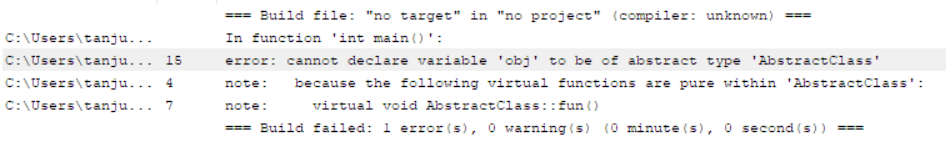 === Build file: "no target" in "no project" (compiler: unknown) ===
C:\Users\tanju... In function 'int main()':
C:\Users\tanju... 15 error: cannot declare variable 'obj' to be of abstract type 'AbstractClass'
C:\Users\tanju... 4 note:   because the following virtual functions are pure within 'AbstractClass':
C:\Users\tanju... 7 note:     virtual void AbstractClass::fun()
=== Build failed: 1 error(s), 0 warning(s) (0 minute(s), 0 second(s)) ===